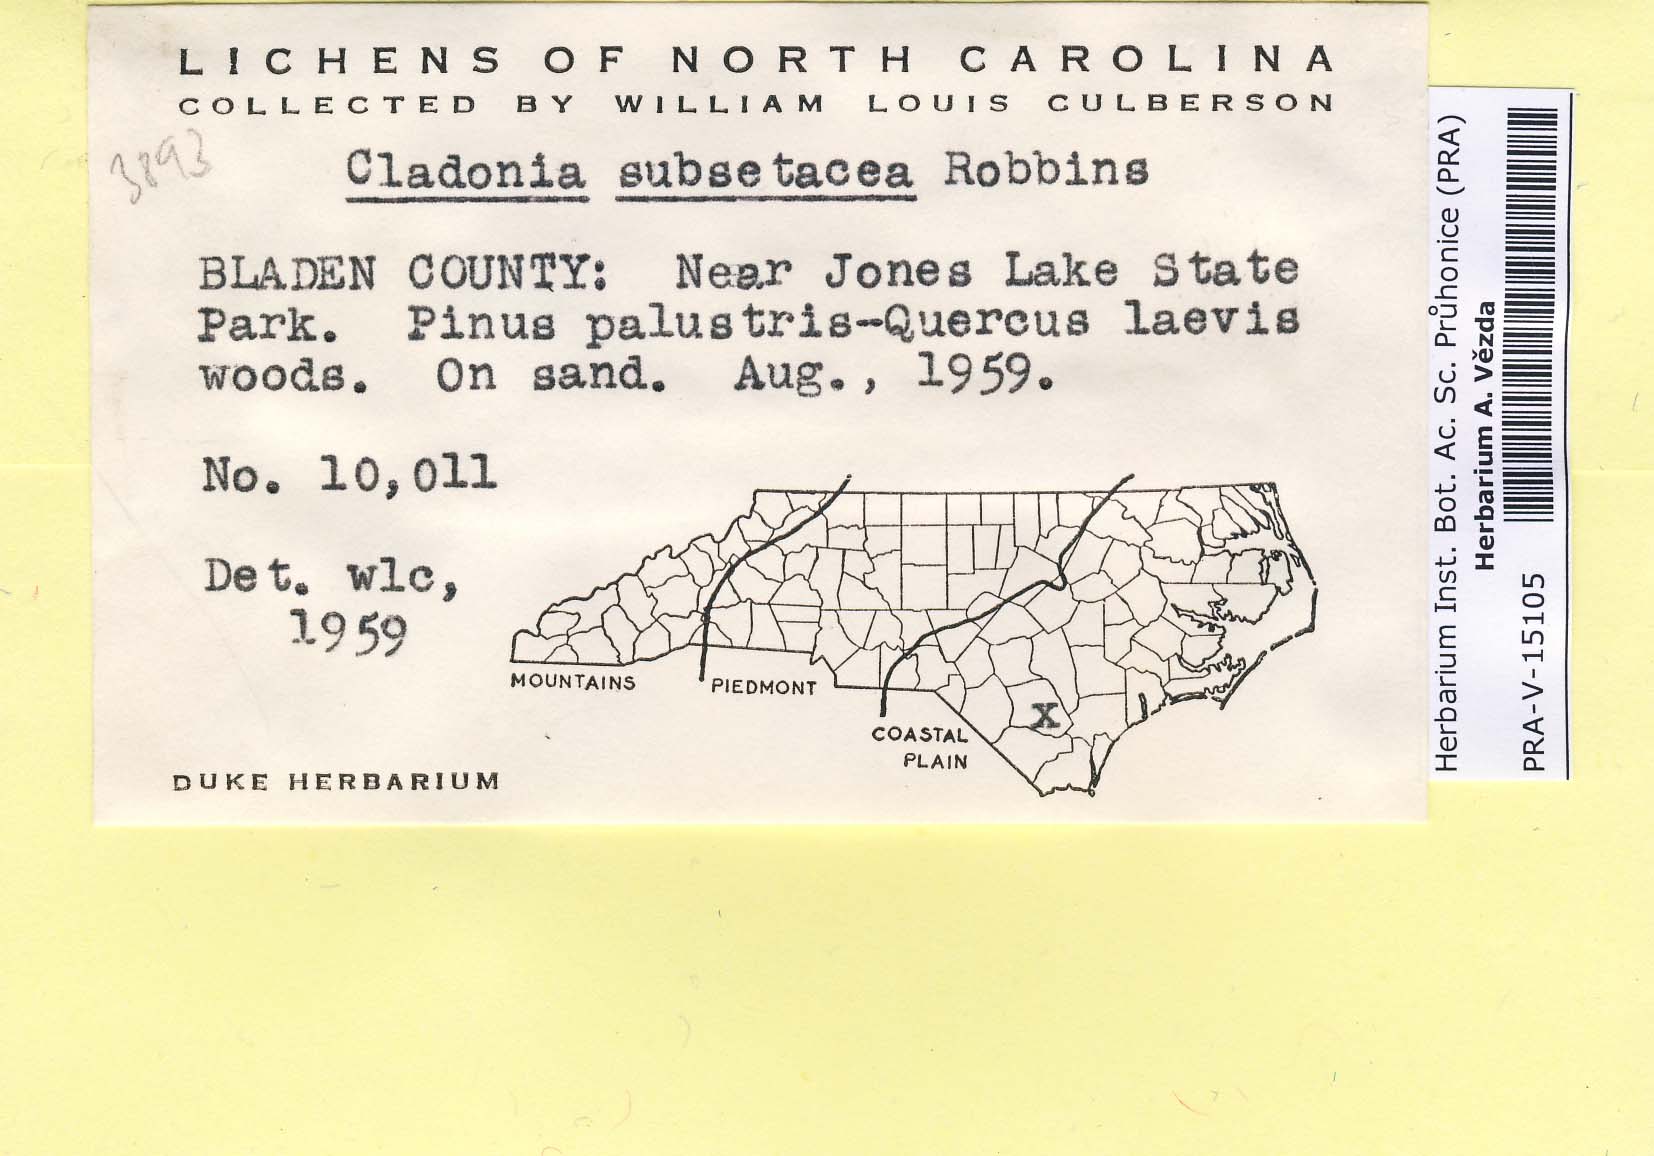 LICHENS OF NORTH CAROLINA
COLLECTED BY WILLIAM LOUIS CULBERSON
3893
Cladonia subsetacea Robbins
BLADEN COUNTY: Near Jones Lake State
Park. Pinus palustris-Quercus laevis
woods. On sand. Aug., 1959.
No. 10,011
Det. wlc,
1959
MOUNTAINS
PIEDMONT
COASTAL
PLAIN
X
DUKE HERBARIUM
Herbarium Inst. Bot. Ac. Sc. Průhonice (PRA)
Herbarium A. Vězda
PRA-V-15105